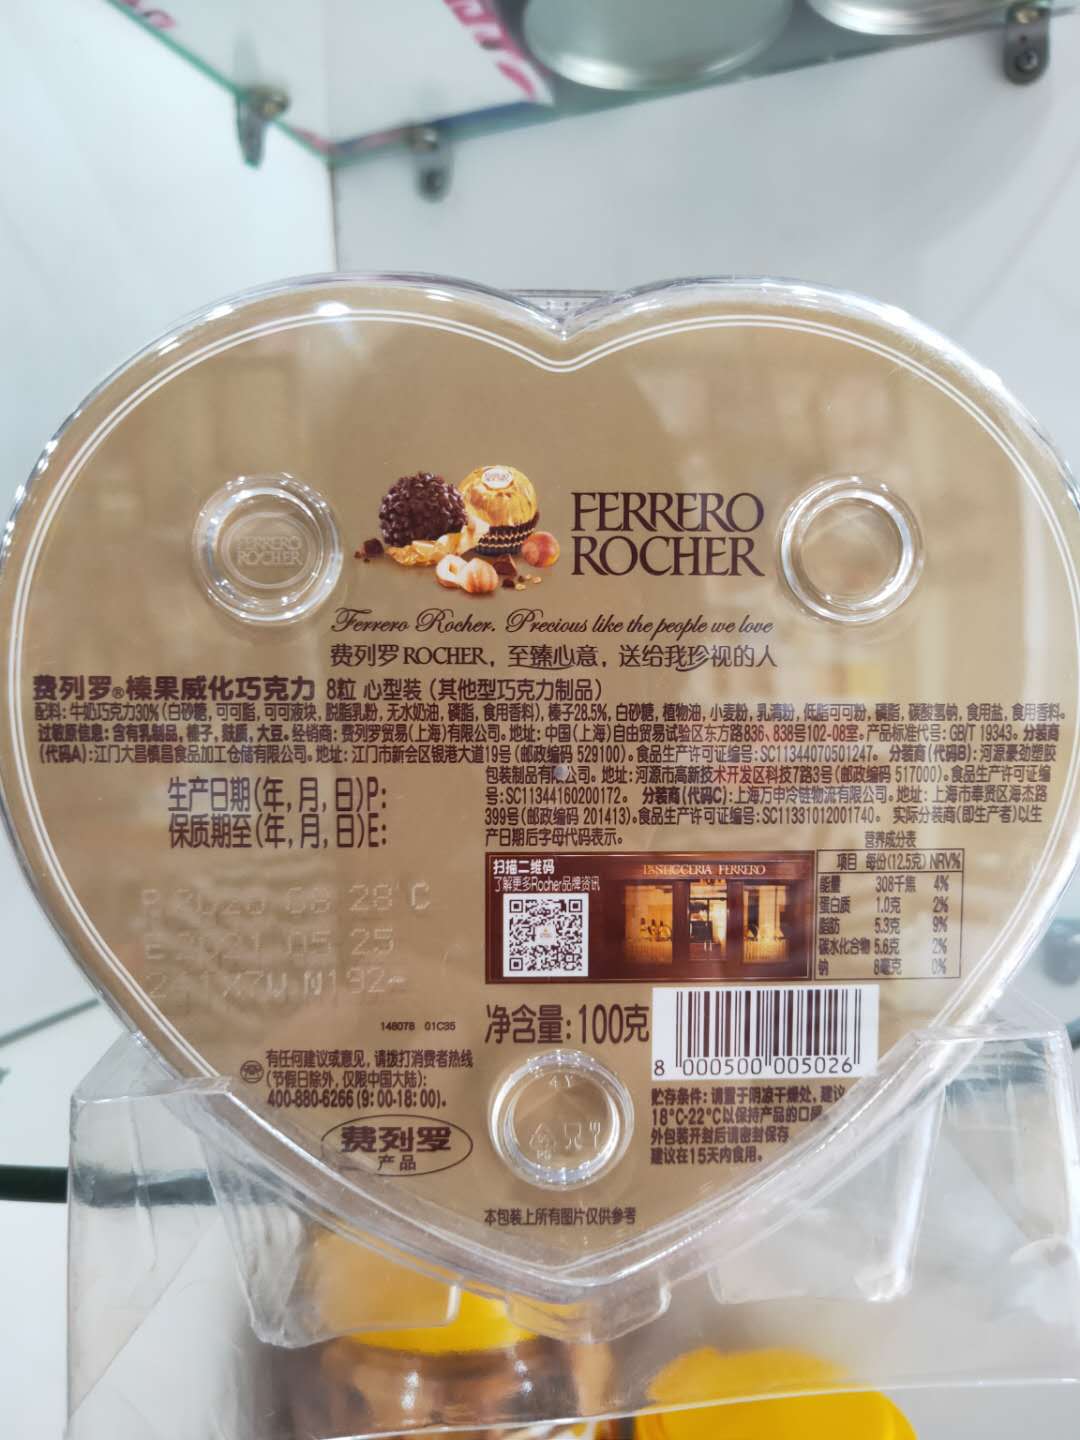 FERRERO
ROCHER
FERRERO
ROCHER
Ferrero Rocher. Precious like the people we love
费列罗ROCHER，至臻心意，送给我珍视的人
费列罗®榛果威化巧克力 8粒 心型装（其他型巧克力制品）
配料：牛奶巧克力30%（白砂糖，可可脂，可可液块，脱脂乳粉，无水奶油，磷脂，食用香料），榛子28.5%，白砂糖，植物油，小麦粉，乳清粉，低脂可可粉，磷脂，碳酸氢钠，食用盐，食用香料。
过敏原信息：含有乳制品，榛子，麸质，大豆。经销商：费列罗贸易(上海)有限公司。地址：中国(上海)自由贸易试验区东方路836、838号102-08室。产品标准代号：GB/T 19343。分装商
(代码A)：江门大昌慎昌食品加工仓储有限公司。地址：江门市新会区银港大道19号(邮政编码 529100)。食品生产许可证编号：SC11344070501247。 分装商(代码B)：河源豪劲塑胶
包装制品有限公司。地址：河源市高新技术开发区科技7路3号(邮政编码 517000)。食品生产许可证编
号：SC11344160200172。 分装商(代码C)：上海万申冷链物流有限公司。地址：上海市奉贤区海杰路
399号(邮政编码 201413)。食品生产许可证编号：SC11331012001740。 实际分装商(即生产者)以生
产日期后字母代码表示。
生产日期(年，月，日)P：
保质期至(年，月，日)E：
28 C
25
营养成分表
项目 每份(12.5克) NRV%
能量 308千焦 4%
蛋白质 1.0克 2%
脂肪 5.3克 9%
碳水化合物 5.6克 2%
钠 8毫克 0%
扫描二维码
了解更多Rocher品牌资讯
PASTICCERIA FERRERO
148078 01C35
净含量：100克
8 000500 005026
有任何建议或意见，请拨打消费者热线
(节假日除外，仅限中国大陆)：
400-880-6266(9:00-18:00)。
费列罗
产品
贮存条件：请置于阴凉干燥处，建议
18°C-22°C以保持产品的口感
外包装开封后请密封保存
建议在15天内食用。
本包装上所有图片仅供参考